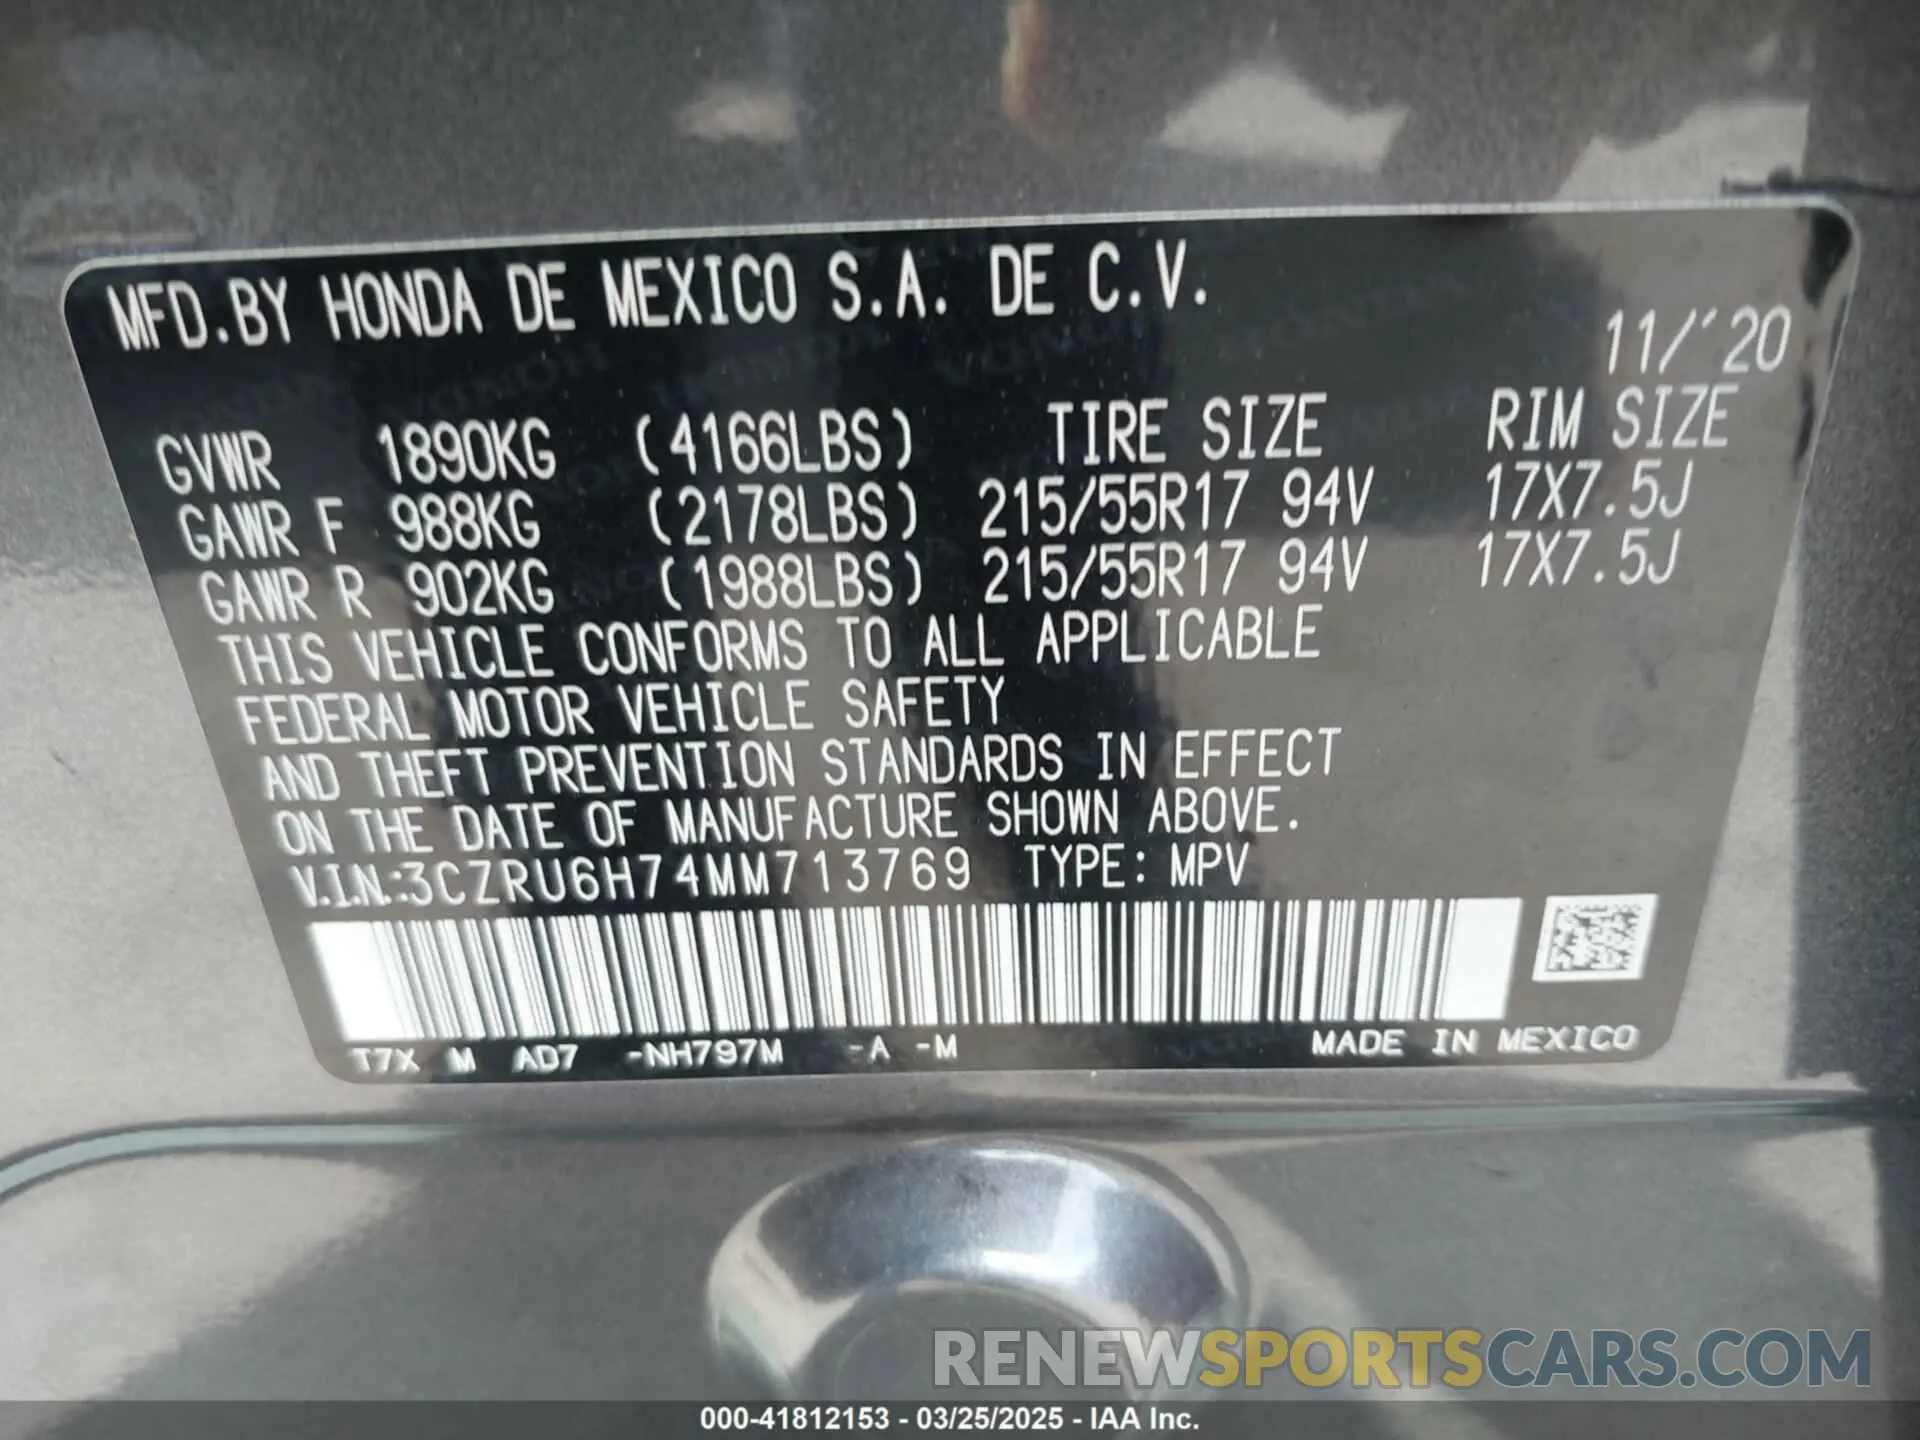 MFD.BY HONDA DE MEXICO S.A. DE C.V.
11/'20
GVWR 1890KG (4166LBS) TIRE SIZE RIM SIZE
GAWR F 988KG (2178LBS) 215/55R17 94V 17X7.5J
GAWR R 902KG (1988LBS) 215/55R17 94V 17X7.5J
THIS VEHICLE CONFORMS TO ALL APPLICABLE
FEDERAL MOTOR VEHICLE SAFETY
AND THEFT PREVENTION STANDARDS IN EFFECT
ON THE DATE OF MANUFACTURE SHOWN ABOVE.
V.I.N.:3CZRU6H74MM713769 TYPE: MPV
T7X M AD7 -NH797M -A -M MADE IN MEXICO
RENEWSPORTSCARS.COM
000-41812153 - 03/25/2025 - IAA Inc.